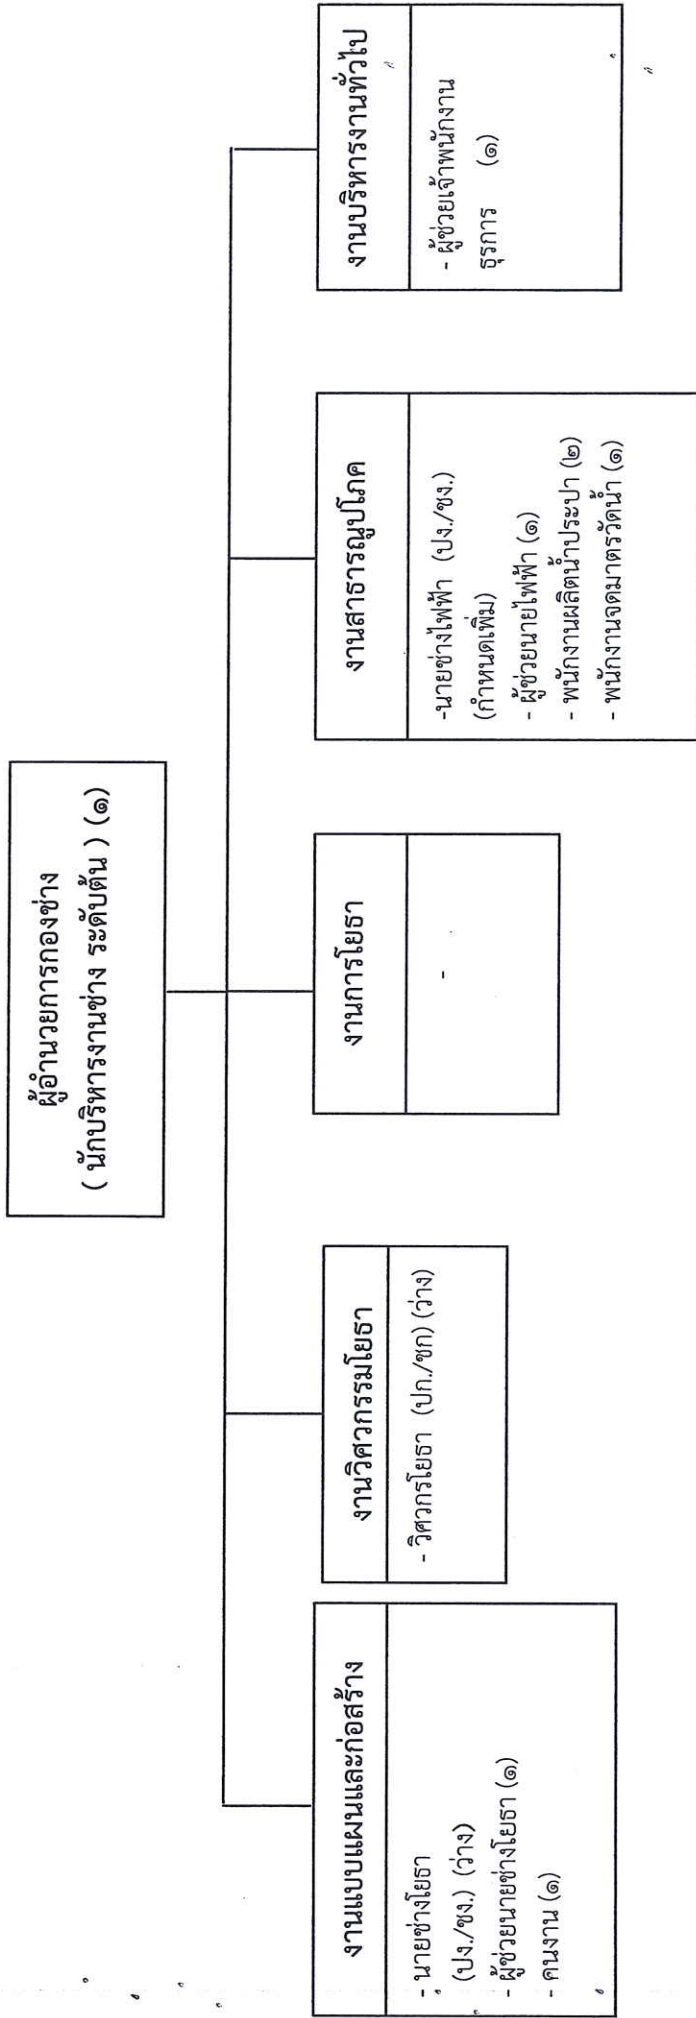 ผู้อำนวยการกองช่าง
( นักบริหารงานช่าง ระดับต้น ) (๑)
งานแบบแผนและก่อสร้าง
- นายช่างโยธา
(ปง./ชง.) (ว่าง)
- ผู้ช่วยนายช่างโยธา (๑)
- คนงาน (๑)
งานวิศวกรรมโยธา
- วิศวกรโยธา (ปก./ชก) (ว่าง)
งานการโยธา
-
งานสาธารณูปโภค
-นายช่างไฟฟ้า (ปง./ชง.)
(กำหนดเพิ่ม)
- ผู้ช่วยนายไฟฟ้า (๑)
- พนักงานผลิตน้ำประปา (๒)
- พนักงานจดมาตรวัดน้ำ (๑)
งานบริหารงานทั่วไป
- ผู้ช่วยเจ้าพนักงาน
ธุรการ (๑)